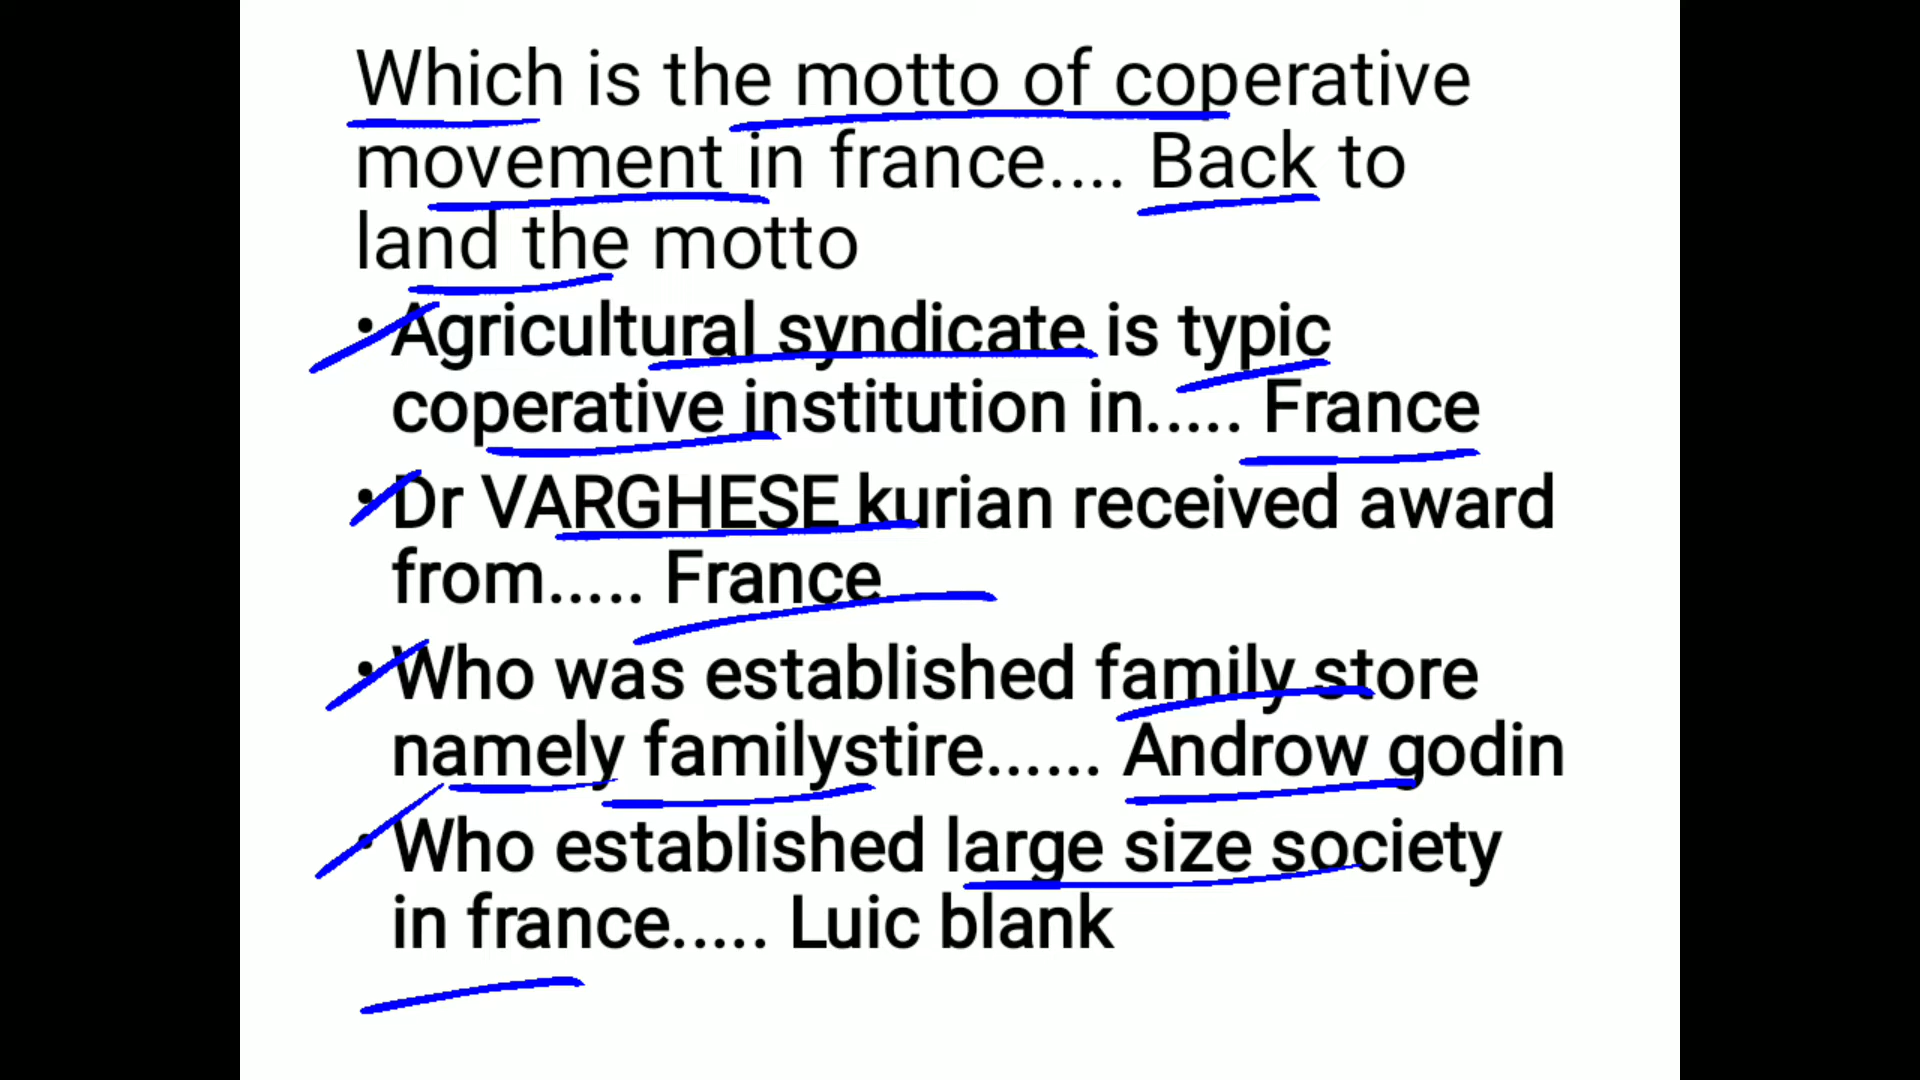 Which is the motto of coperative
movement in france.... Back to
land the motto
• Agricultural syndicate is typic
coperative institution in..... France
• Dr VARGHESE kurian received award
from..... France
• Who was established family store
namely familystire...... Androw godin
• Who established large size society
in france..... Luic blank